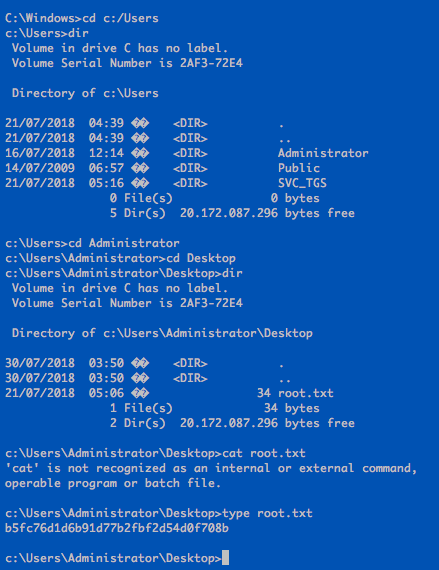 C:\Windows>cd c:/Users
c:\Users>dir
Volume in drive C has no label.
Volume Serial Number is 2AF3-72E4
Directory of c:\Users
21/07/2018 04:39 �� <DIR> .
21/07/2018 04:39 �� <DIR> ..
16/07/2018 12:14 �� <DIR> Administrator
14/07/2009 06:57 �� <DIR> Public
21/07/2018 05:16 �� <DIR> SVC_TGS
0 File(s) 0 bytes
5 Dir(s) 20.172.087.296 bytes free
c:\Users>cd Administrator
c:\Users\Administrator>cd Desktop
c:\Users\Administrator\Desktop>dir
Volume in drive C has no label.
Volume Serial Number is 2AF3-72E4
Directory of c:\Users\Administrator\Desktop
30/07/2018 03:50 �� <DIR> .
30/07/2018 03:50 �� <DIR> ..
21/07/2018 05:06 �� 34 root.txt
1 File(s) 34 bytes
2 Dir(s) 20.172.087.296 bytes free
c:\Users\Administrator\Desktop>cat root.txt
'cat' is not recognized as an internal or external command,
operable program or batch file.
c:\Users\Administrator\Desktop>type root.txt
b5fc76d1d6b91d77b2fbf2d54d0f708b
c:\Users\Administrator\Desktop>